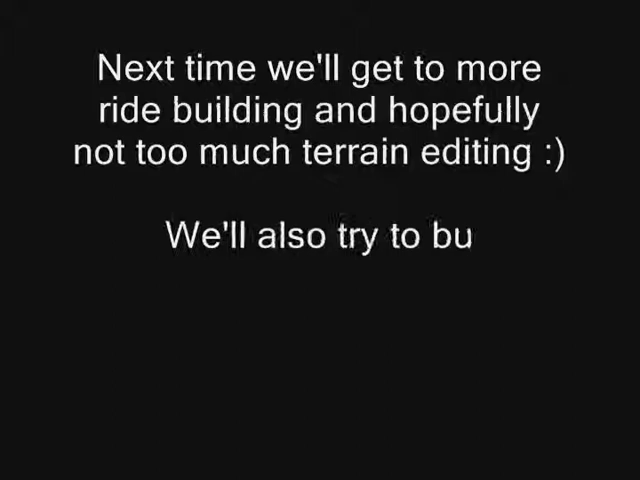 Next time we'll get to more
ride building and hopefully
not too much terrain editing :)
We'll also try to bu